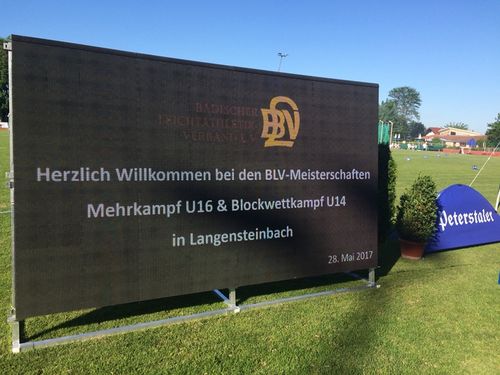 BADISCHER
LEICHTATHLETIK
VERBAND E.V.
BLV
Herzlich Willkommen bei den BLV-Meisterschaften
Mehrkampf U16 & Blockwettkampf U14
in Langensteinbach
28. Mai 2017
Peterstaler